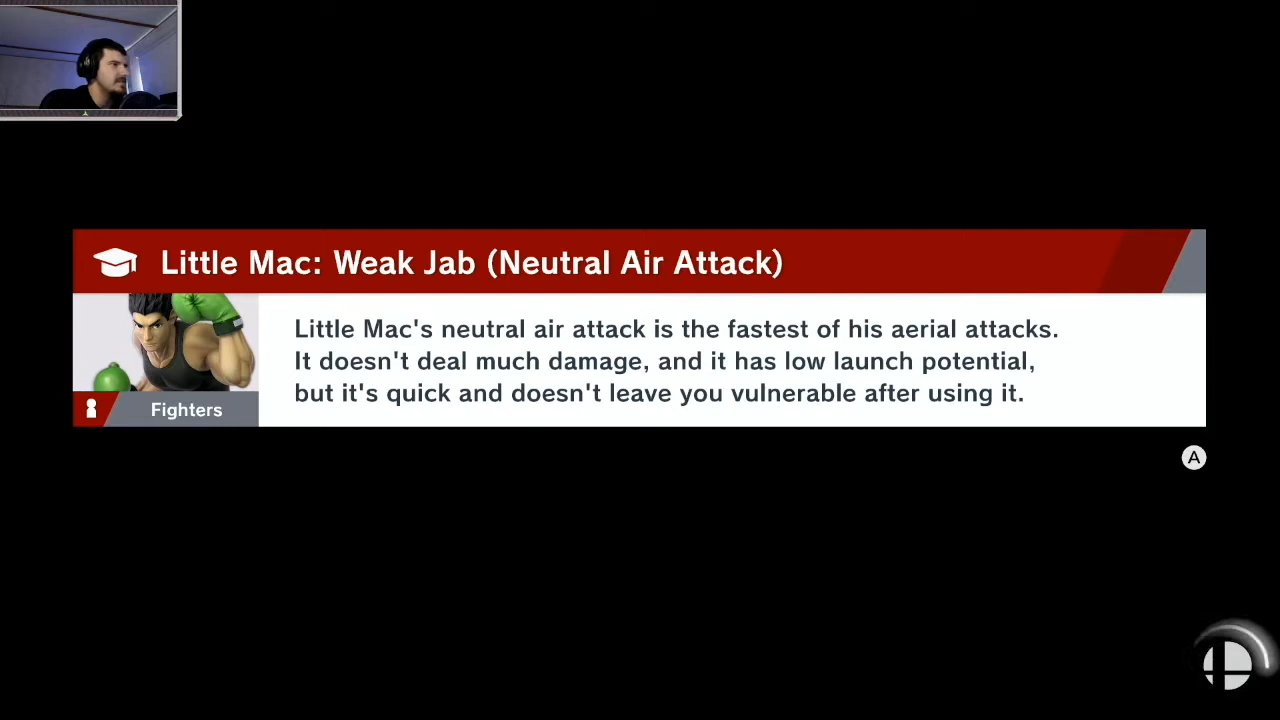 Little Mac: Weak Jab (Neutral Air Attack)
Little Mac's neutral air attack is the fastest of his aerial attacks.
It doesn't deal much damage, and it has low launch potential,
but it's quick and doesn't leave you vulnerable after using it.
Fighters
A